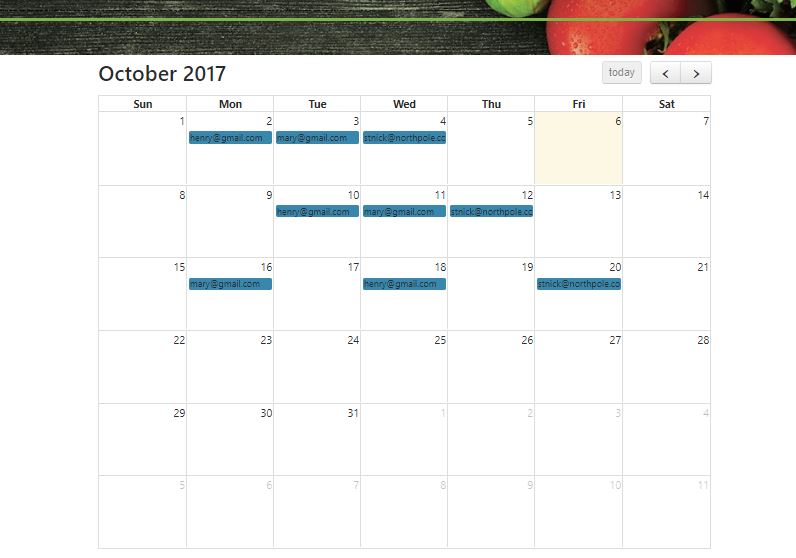 October 2017
today
Sun Mon Tue Wed Thu Fri Sat
1 2 3 4 5 6 7
henry@gmail.com mary@gmail.com stnick@northpole.co
8 9 10 11 12 13 14
henry@gmail.com mary@gmail.com stnick@northpole.co
15 16 17 18 19 20 21
mary@gmail.com henry@gmail.com stnick@northpole.co
22 23 24 25 26 27 28
29 30 31 1 2 3 4
5 6 7 8 9 10 11